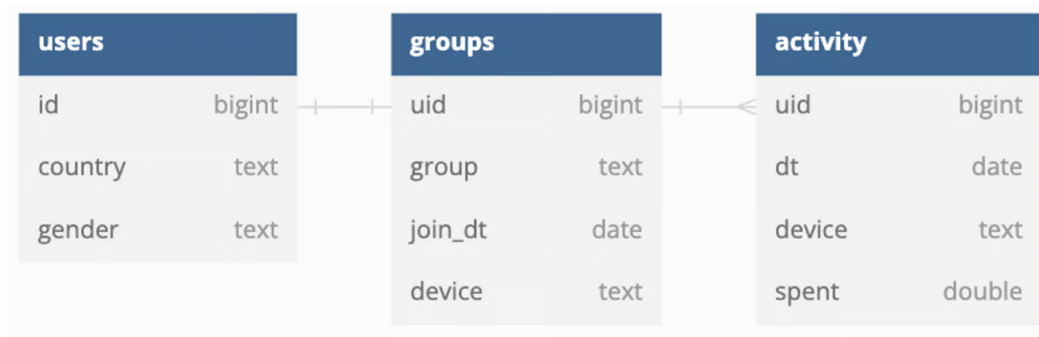 users groups activity
id bigint uid bigint uid bigint
country text group text dt date
gender text join_dt date device text
device text spent double